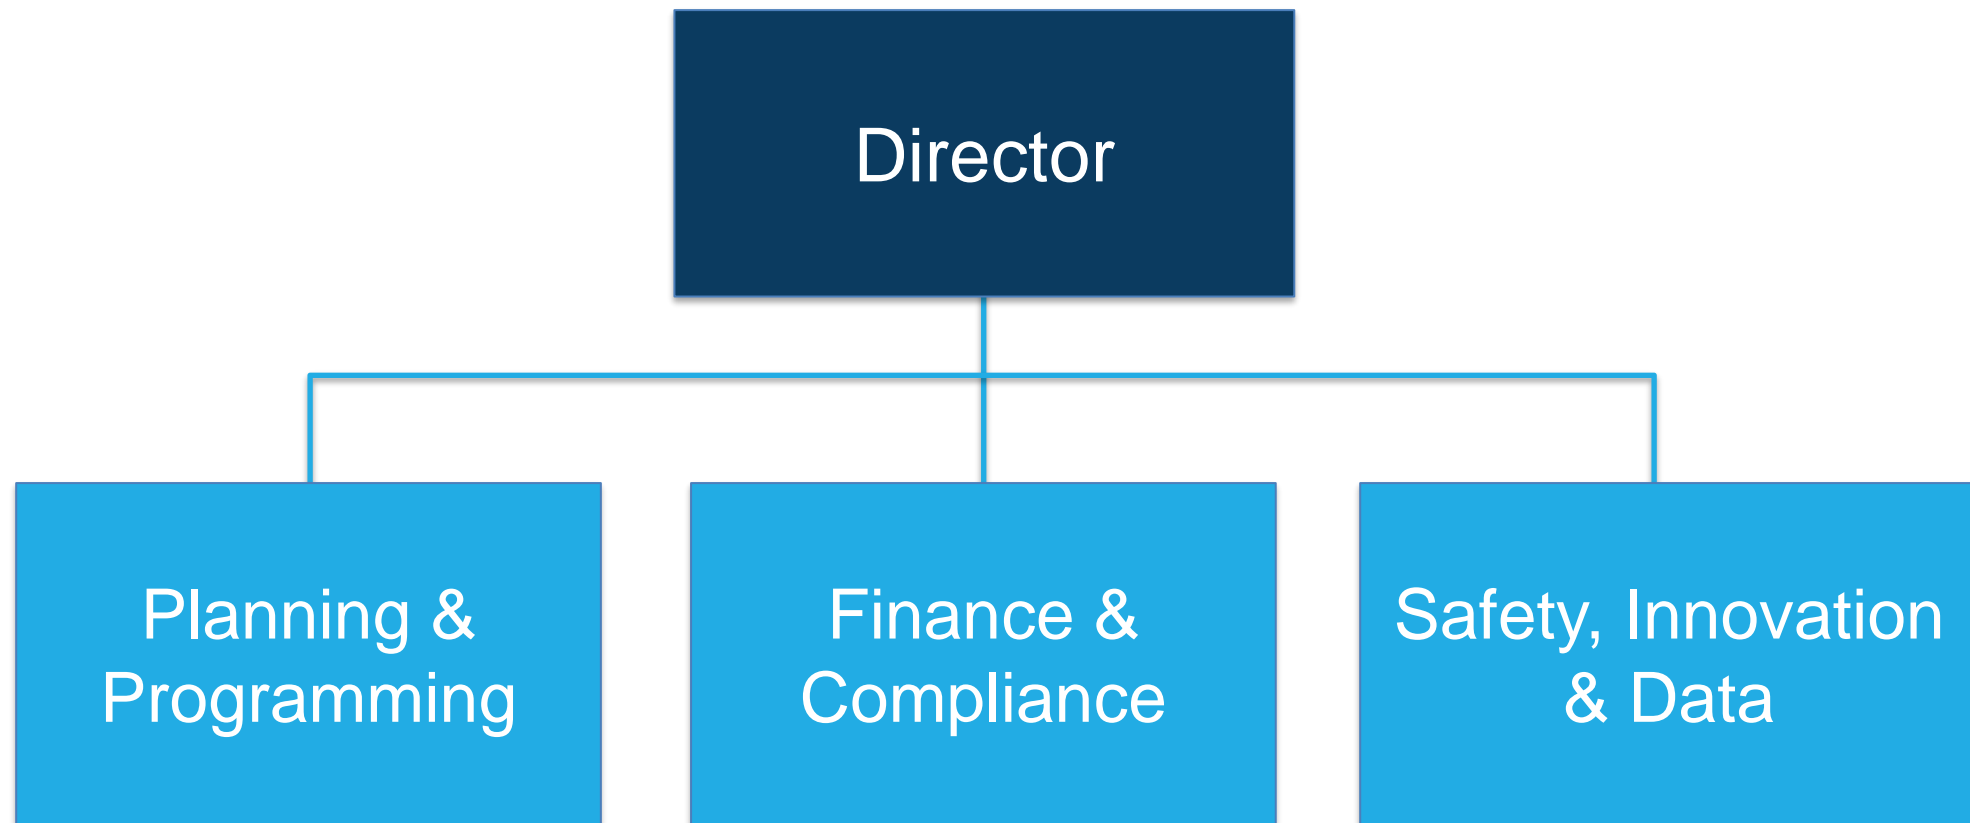 Director
Planning &
Programming
Finance &
Compliance
Safety, Innovation
& Data